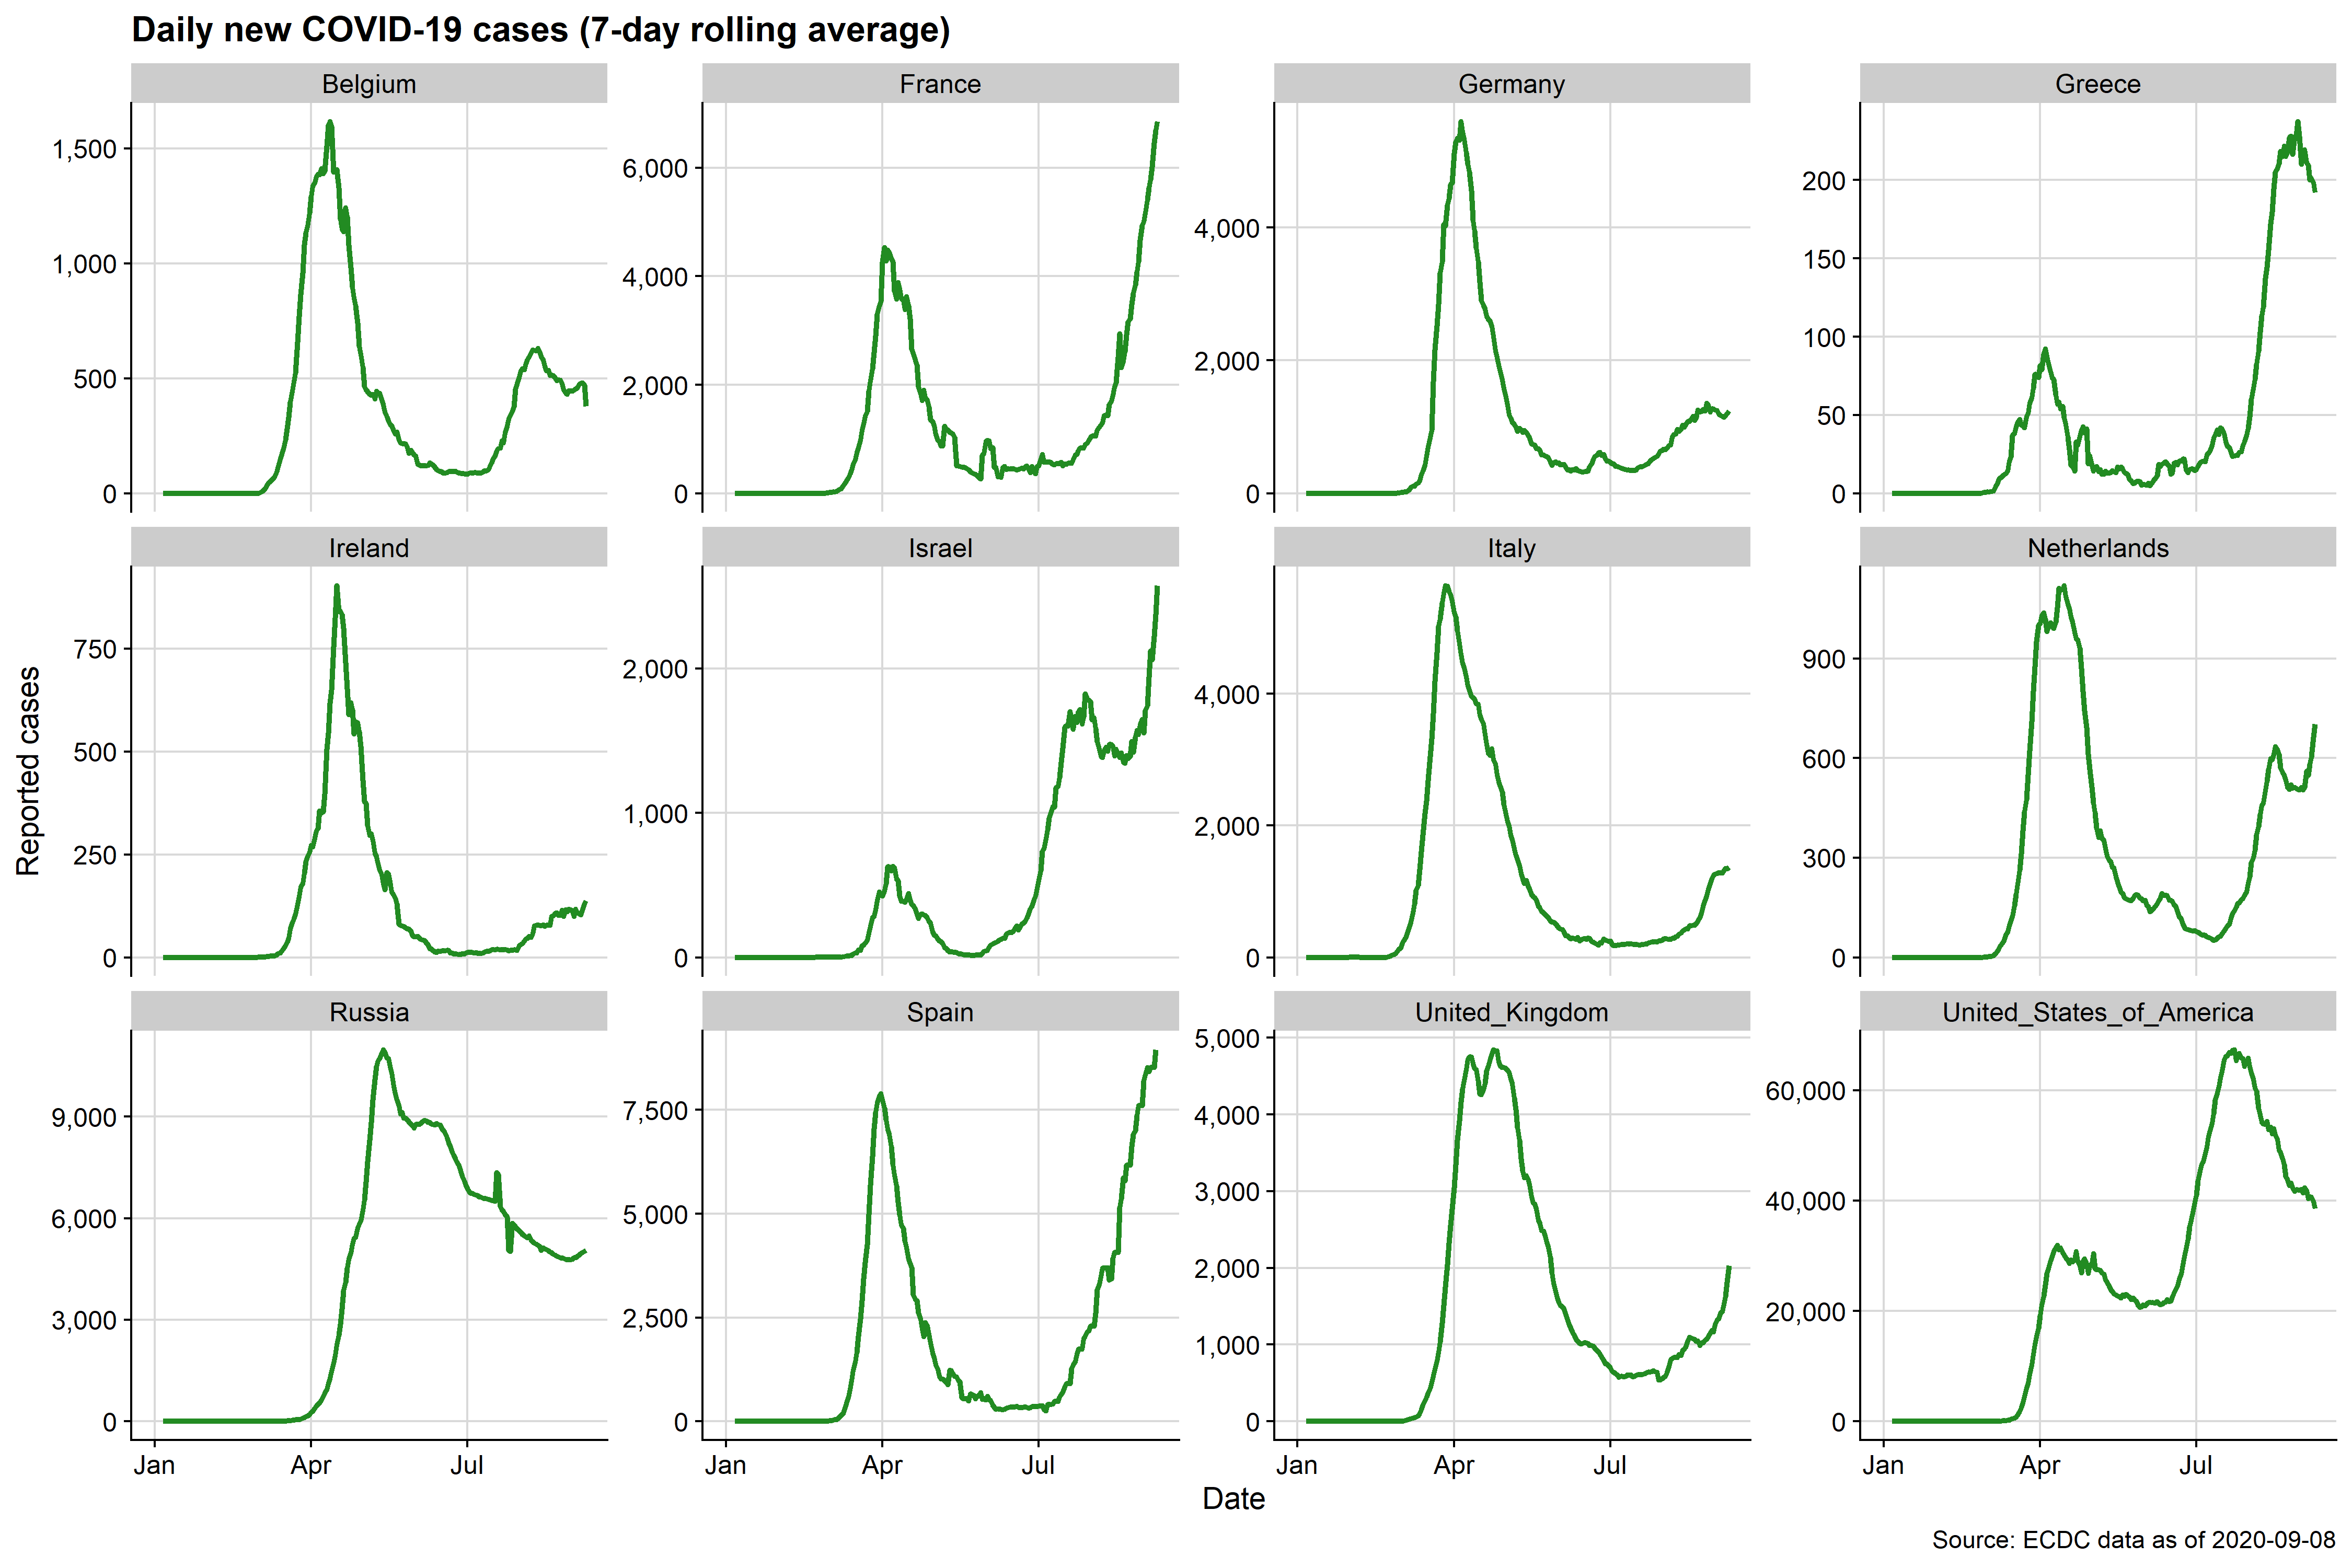 Daily new COVID-19 cases (7-day rolling average)
Belgium
France
Germany
Greece
1,500
1,000
500
0
6,000
4,000
2,000
0
4,000
2,000
0
200
150
100
50
0
Ireland
Israel
Italy
Netherlands
Reported cases
750
500
250
0
2,000
1,000
0
4,000
2,000
0
900
600
300
0
Russia
Spain
United_Kingdom
United_States_of_America
9,000
6,000
3,000
0
7,500
5,000
2,500
0
5,000
4,000
3,000
2,000
1,000
0
60,000
40,000
20,000
0
Jan Apr Jul
Jan Apr Jul
Jan Apr Jul
Jan Apr Jul
Date
Source: ECDC data as of 2020-09-08